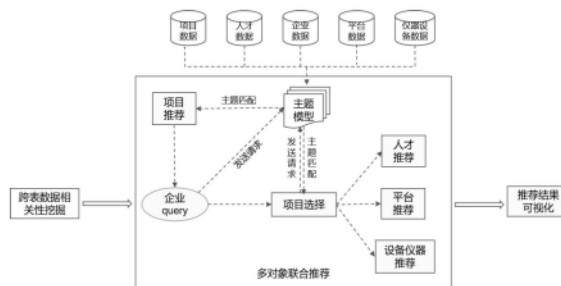 项目
数据
人才
数据
企业
数据
平台
数据
仪器设
备数据
项目
推荐
主题匹配
主题
模型
发送请求
发送请求
主题匹配
人才
推荐
跨表数据相
关性挖掘
企业
query
项目选择
平台
推荐
推荐结果
可视化
设备仪器
推荐
多对象联合推荐